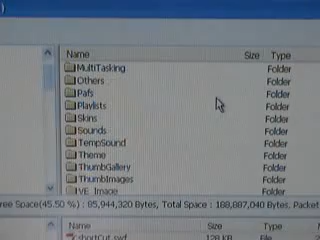 Name Size Type
MultiTasking Folder
Others Folder
Pafs Folder
Playlists Folder
Skins Folder
Sounds Folder
TempSound Folder
Theme Folder
ThumbGallery Folder
ThumbImages Folder
VE_Image Folder
ree Space(45.50 %) : 85,944,320 Bytes, Total Space : 188,887,040 Bytes, Packet
Name Size Type
shortCut.swf 128 KB